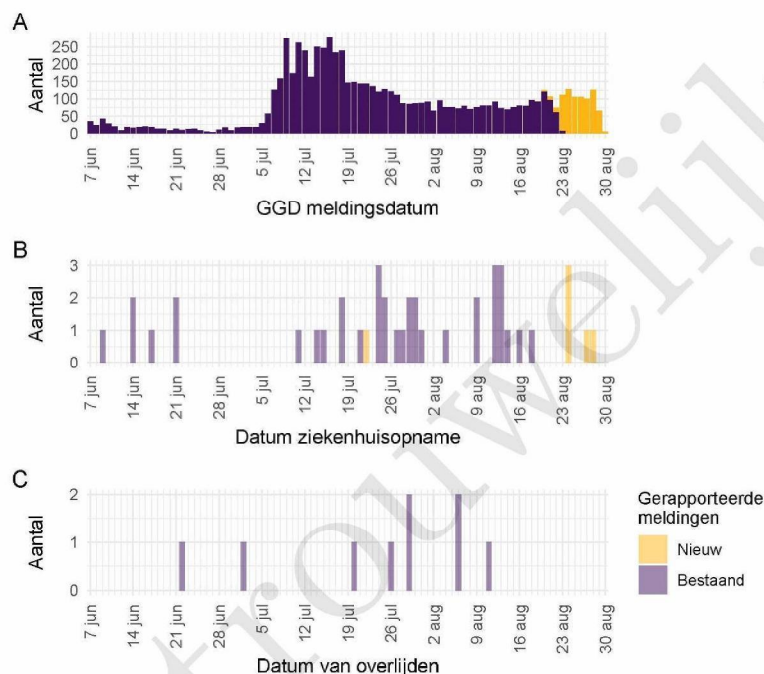 A
Aantal
250
200
150
100
50
0
7 jun
14 jun
21 jun
28 jun
5 jul
12 jul
19 jul
26 jul
2 aug
9 aug
16 aug
23 aug
30 aug
GGD meldingsdatum
B
Aantal
3
2
1
0
7 jun
14 jun
21 jun
28 jun
5 jul
12 jul
19 jul
26 jul
2 aug
9 aug
16 aug
23 aug
30 aug
Datum ziekenhuisopname
C
Aantal
2
1
0
7 jun
14 jun
21 jun
28 jun
5 jul
12 jul
19 jul
26 jul
2 aug
9 aug
16 aug
23 aug
30 aug
Datum van overlijden
Gerapporteerde
meldingen
Nieuw
Bestaand
trouwelijk